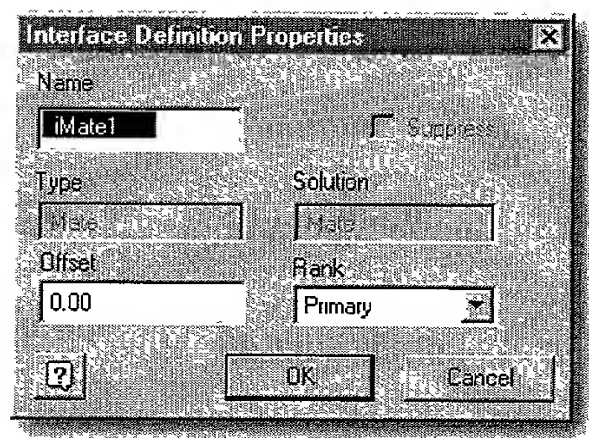 Interface Definition Properties
Name
iMate1
Suppress
Type
Solution
Mate
Mate
Offset
Rank
0.00
Primary
?
OK
Cancel